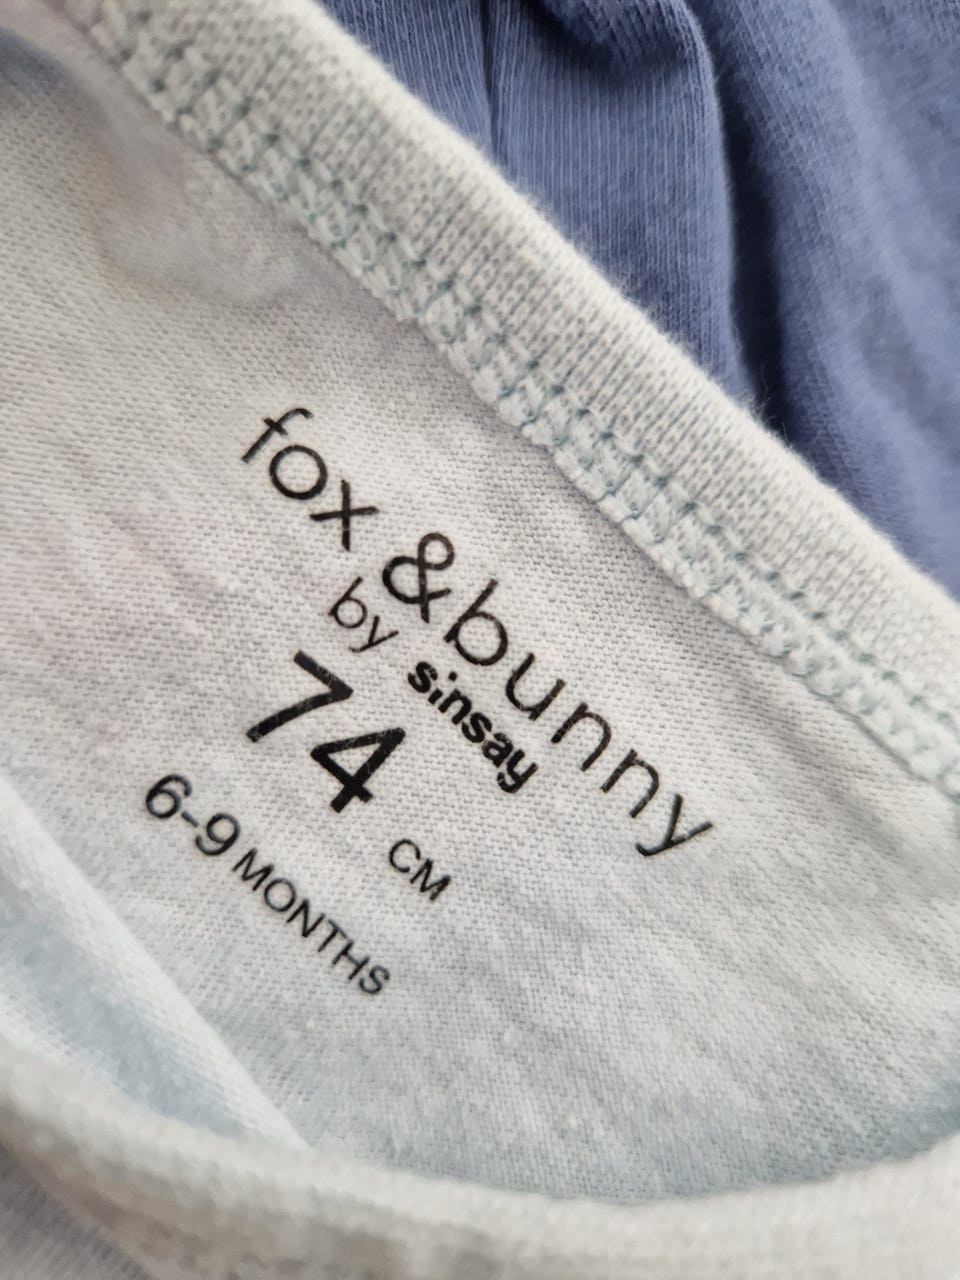 fox & bunny
by sinsay
74 CM
6-9 MONTHS